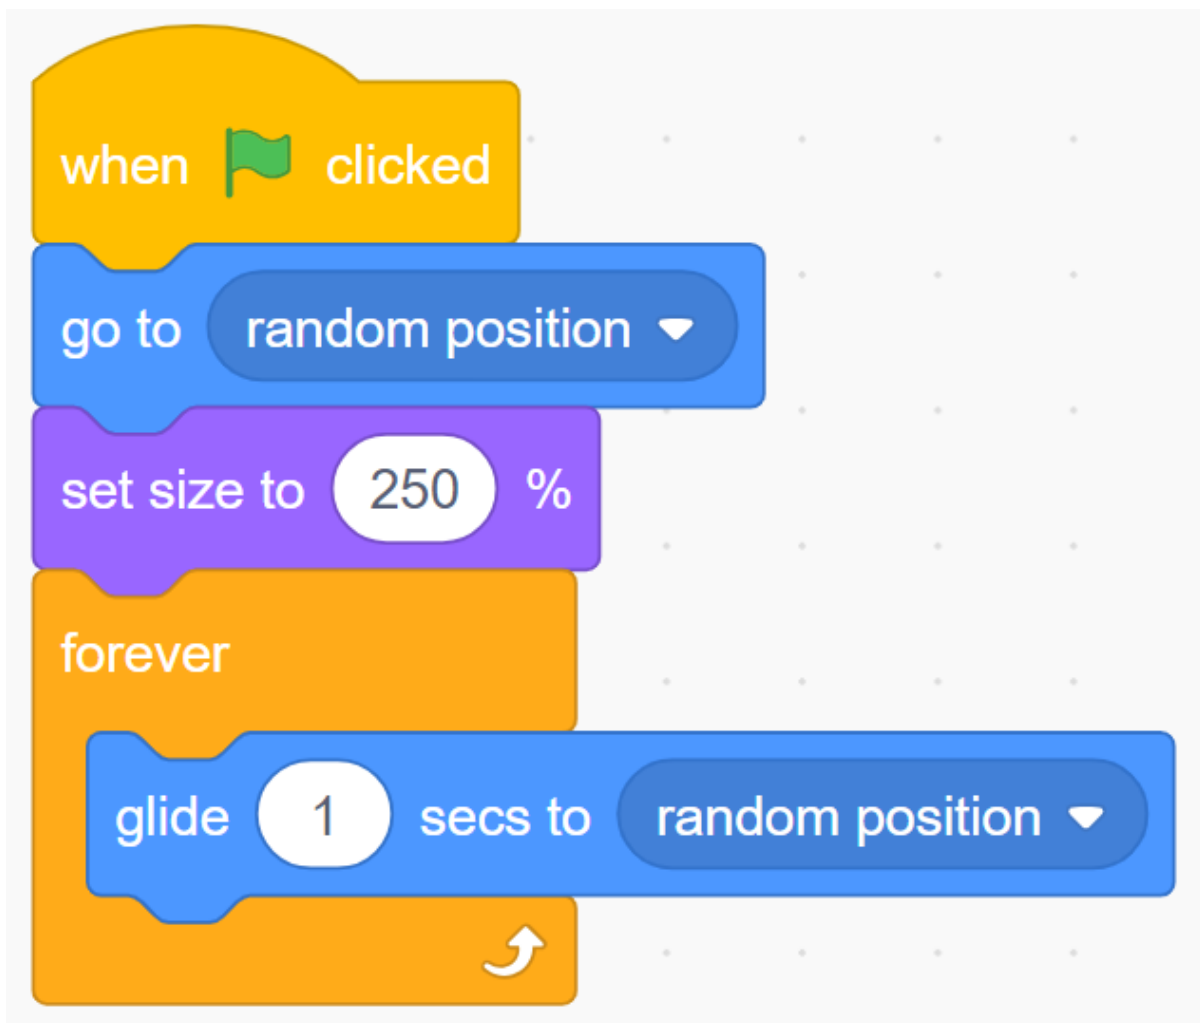 when clicked
go to random position
set size to 250 %
forever
glide 1 secs to random position